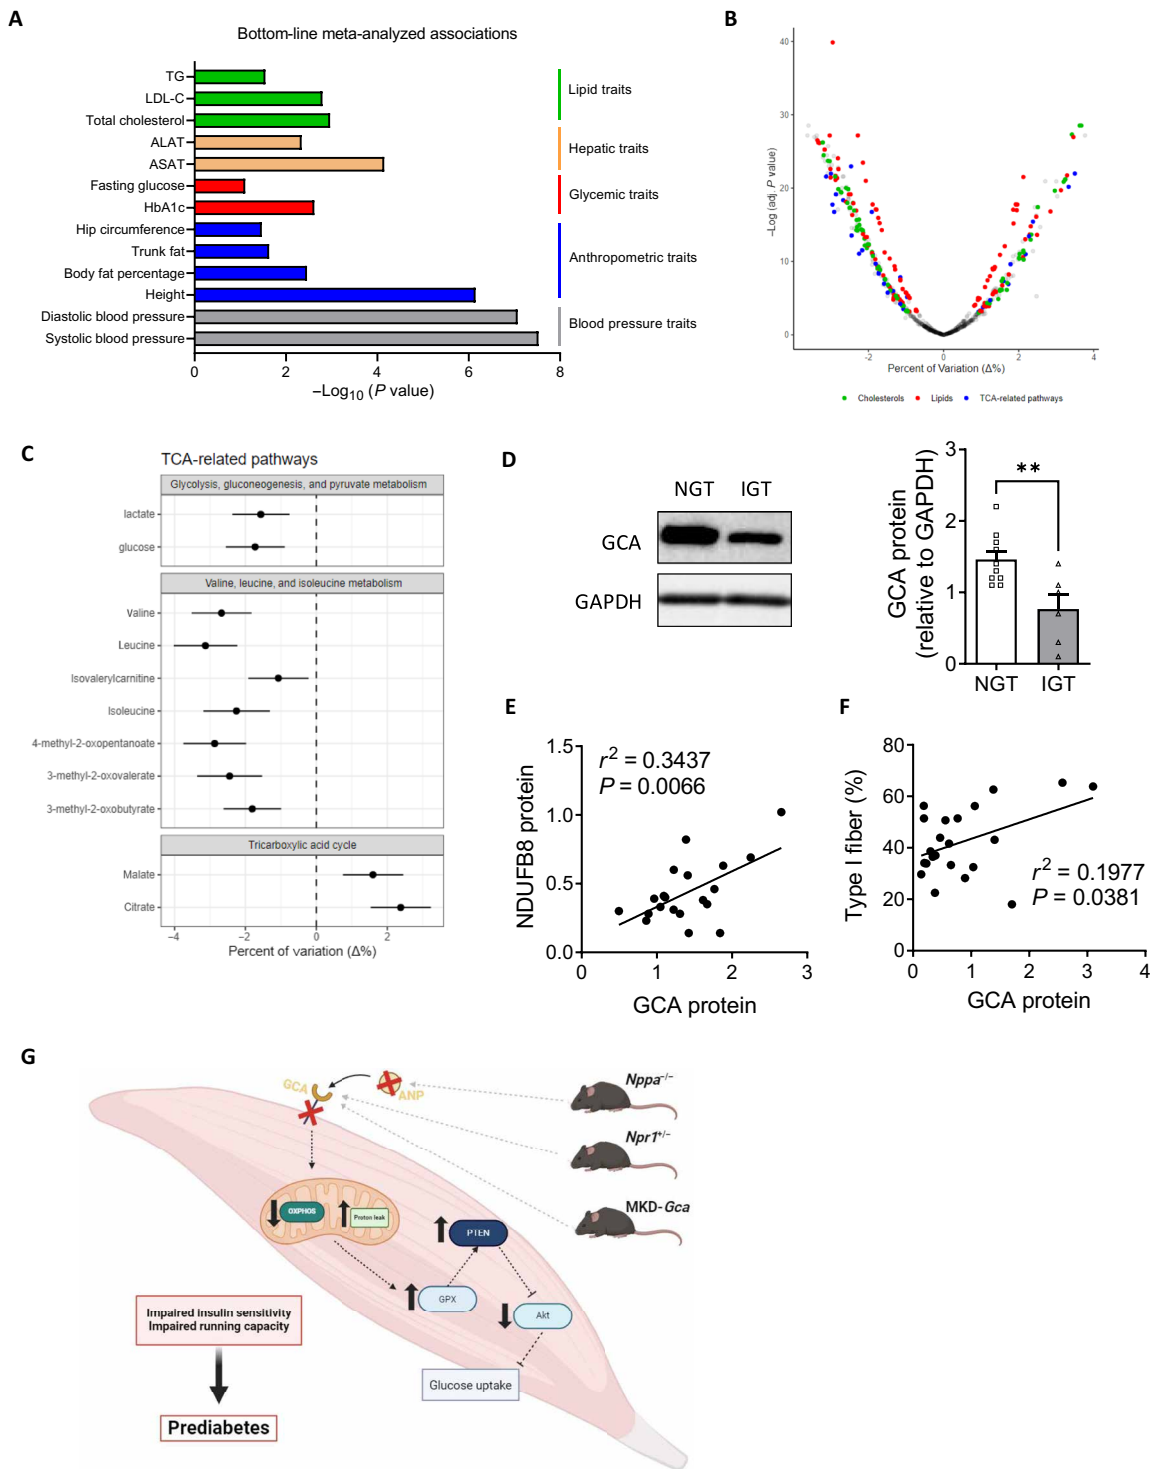 A
Bottom-line meta-analyzed associations
TG
LDL-C
Total cholesterol
ALAT
ASAT
Fasting glucose
HbA1c
Hip circumference
Trunk fat
Body fat percentage
Height
Diastolic blood pressure
Systolic blood pressure
Lipid traits
Hepatic traits
Glycemic traits
Anthropometric traits
Blood pressure traits
0 2 4 6 8
−Log10 (P value)
B
40
30
20
10
0
−Log (adj. P value)
-2 0 2 4
Percent of Variation (Δ%)
Cholesterols Lipids TCA-related pathways
C
TCA-related pathways
Glycolysis, gluconeogenesis, and pyruvate metabolism
lactate
glucose
Valine, leucine, and isoleucine metabolism
Valine
Leucine
Isovalerylcarnitine
Isoleucine
4-methyl-2-oxopentanoate
3-methyl-2-oxovalerate
3-methyl-2-oxobutyrate
Tricarboxylic acid cycle
Malate
Citrate
−4 −2 0 2
Percent of variation (Δ%)
D
NGT IGT
GCA
GAPDH
GCA protein
(relative to GAPDH)
3
2
1
0
**
NGT IGT
E
NDUFB8 protein
1.5
1.0
0.5
0.0
r2 = 0.3437
P = 0.0066
0 1 2 3
GCA protein
F
Type I fiber (%)
80
60
40
20
0
r2 = 0.1977
P = 0.0381
0 1 2 3 4
GCA protein
G
GCA
ANP
Nppa−/−
Npr1+/−
MKD-Gca
OXPHOS
Proton leak
PTEN
GPX
Akt
Glucose uptake
Impaired insulin sensitivity
Impaired running capacity
Prediabetes